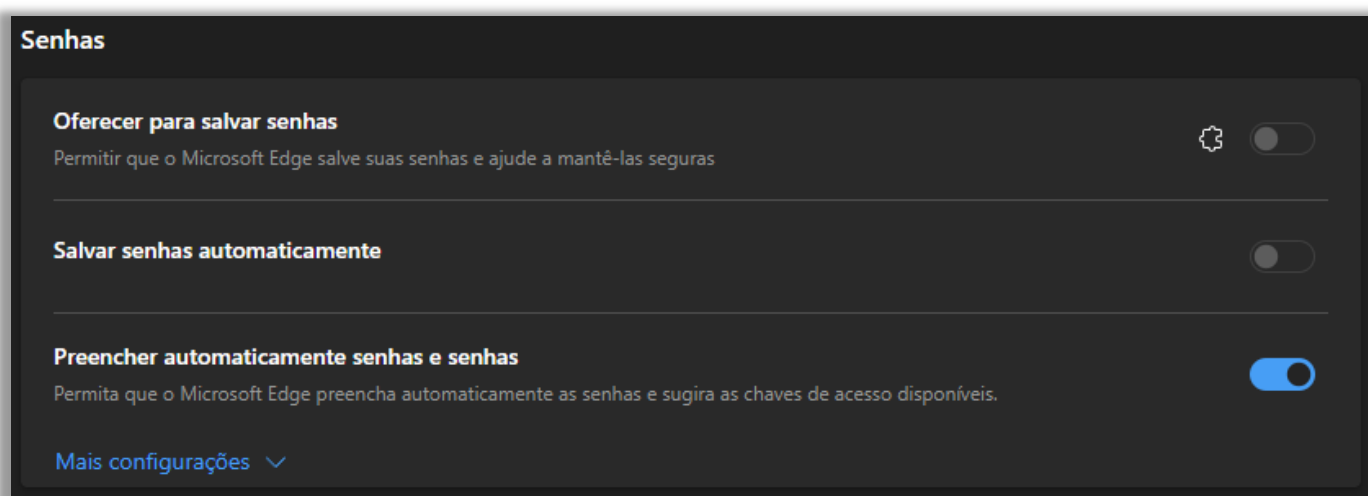 Senhas
Oferecer para salvar senhas
Permitir que o Microsoft Edge salve suas senhas e ajude a mantê-las seguras
Salvar senhas automaticamente
Preencher automaticamente senhas e senhas
Permita que o Microsoft Edge preencha automaticamente as senhas e sugira as chaves de acesso disponíveis.
Mais configurações